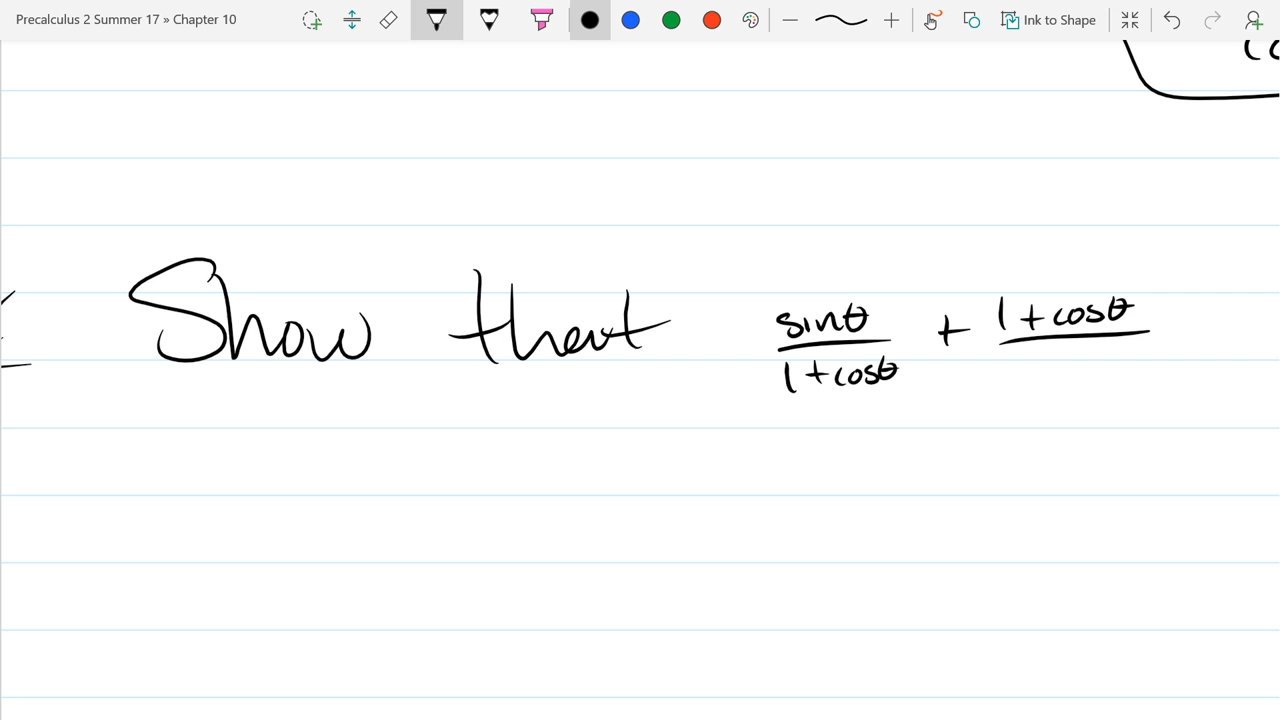 Precalculus 2 Summer 17 » Chapter 10
Ink to Shape
Show that sinθ/1+cosθ + 1+cosθ/